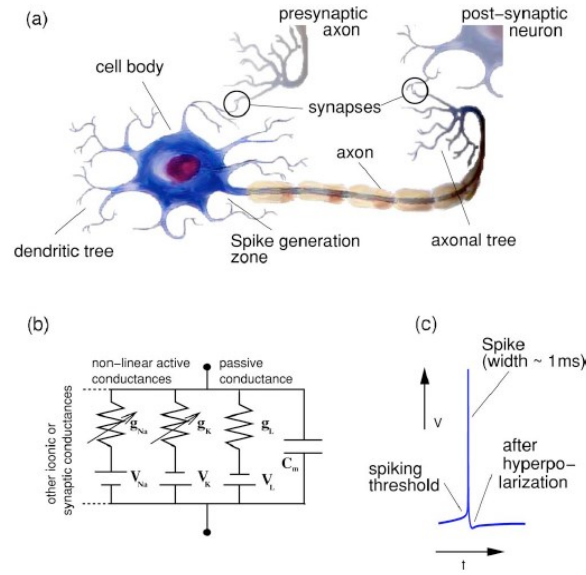 (a)
presynaptic
axon
post-synaptic
neuron
cell body
synapses
axon
dendritic tree
Spike generation
zone
axonal tree
(b)
non-linear active
conductances
passive
conductance
other iconic or
synaptic conductances
g_Na
g_K
g_L
C_m
V_Na
V_K
V_L
(c)
Spike
(width ~ 1ms)
V
spiking
threshold
after
hyperpo-
larization
t